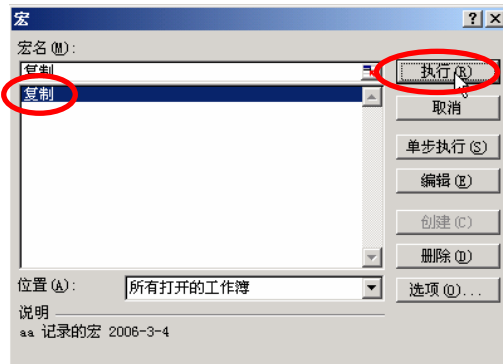 宏
宏名(M):
复制
复制
执行(R)
取消
单步执行(S)
编辑(E)
创建(C)
删除(D)
选项(O)...
位置(A):
所有打开的工作簿
说明
aa 记录的宏 2006-3-4